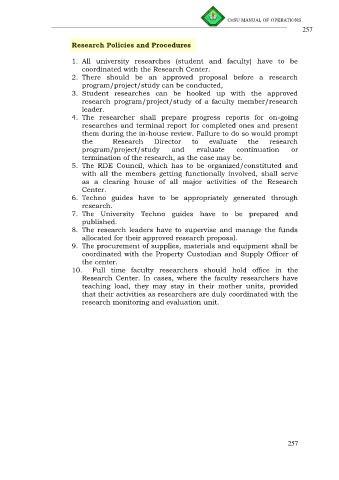 CvSU MANUAL OF OPERATIONS
257
Research Policies and Procedures
1. All university researches (student and faculty) have to be
coordinated with the Research Center.
2. There should be an approved proposal before a research
program/project/study can be conducted,
3. Student researches can be hooked up with the approved
research program/project/study of a faculty member/research
leader.
4. The researcher shall prepare progress reports for on-going
researches and terminal report for completed ones and present
them during the in-house review. Failure to do so would prompt
the Research Director to evaluate the research
program/project/study and evaluate continuation or
termination of the research, as the case may be.
5. The RDE Council, which has to be organized/constituted and
with all the members getting functionally involved, shall serve
as a clearing house of all major activities of the Research
Center.
6. Techno guides have to be appropriately generated through
research.
7. The University Techno guides have to be prepared and
published.
8. The research leaders have to supervise and manage the funds
allocated for their approved research proposal.
9. The procurement of supplies, materials and equipment shall be
coordinated with the Property Custodian and Supply Officer of
the center.
10. Full time faculty researchers should hold office in the
Research Center. In cases, where the faculty researchers have
teaching load, they may stay in their mother units, provided
that their activities as researchers are duly coordinated with the
research monitoring and evaluation unit.
257